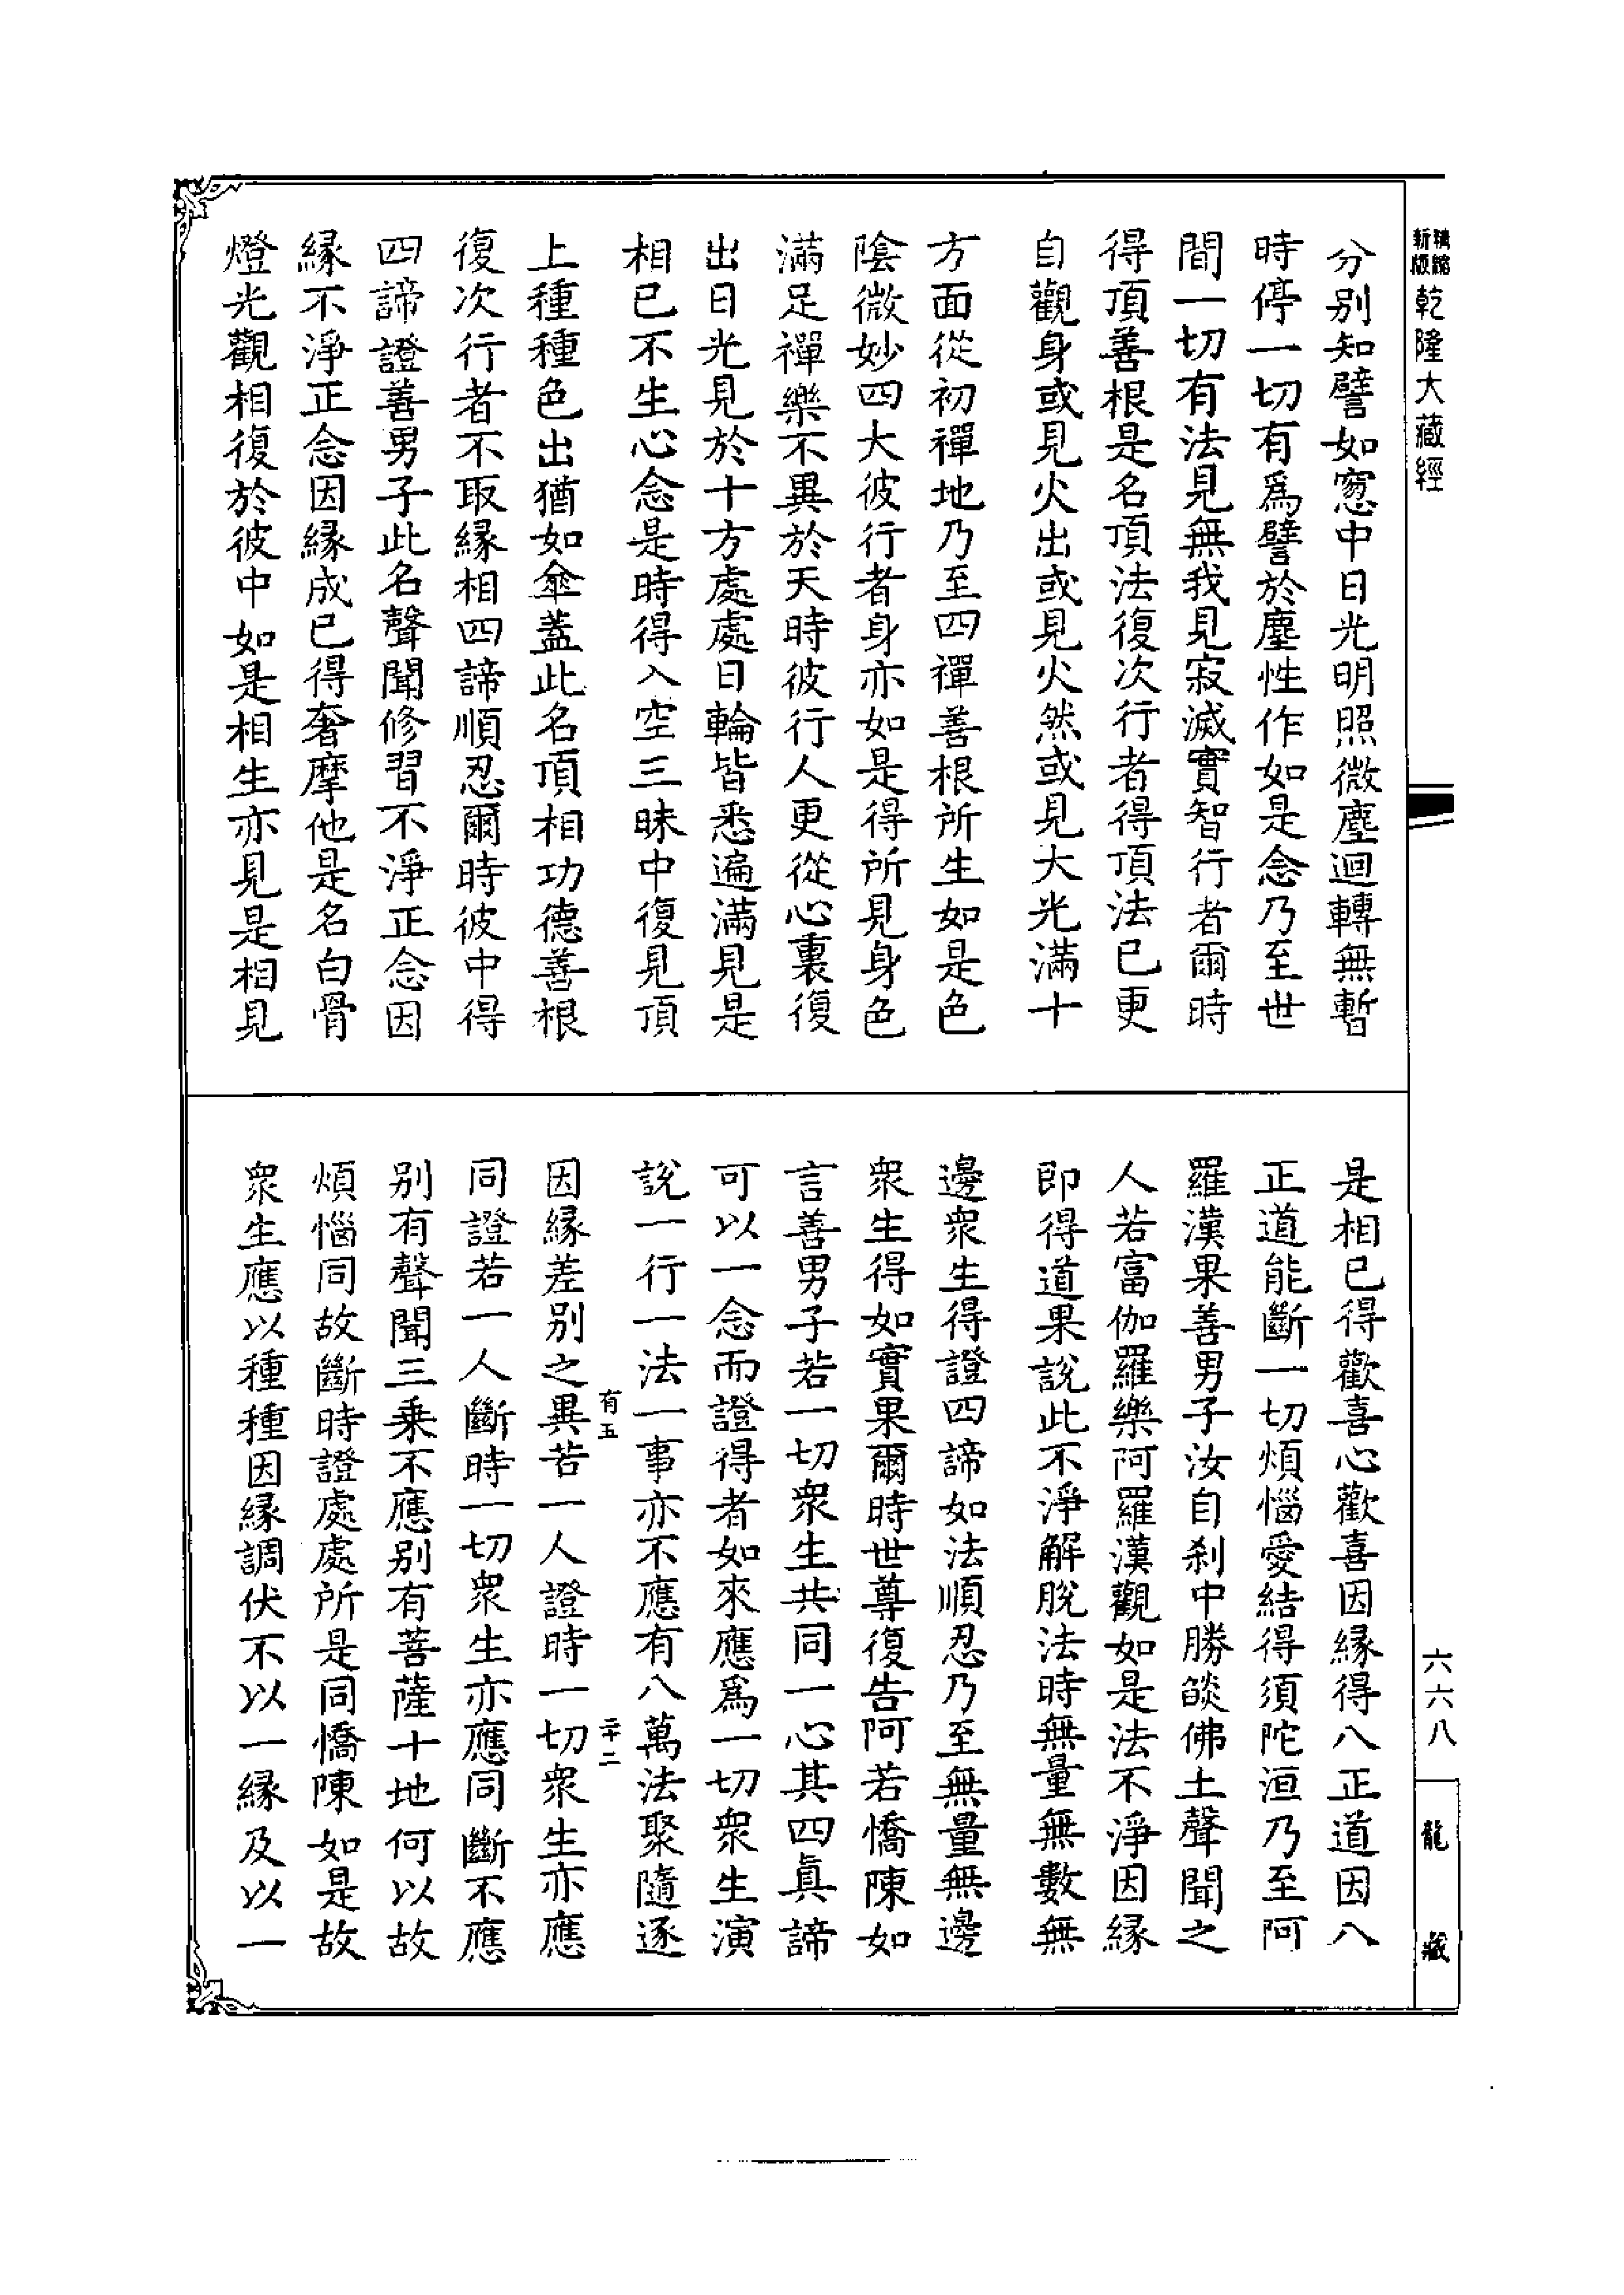 精縮
新版
乾隆大藏經
六六八
龍藏
分別知譬如窻中日光明照微塵迴轉無暫
時停一切有爲譬於塵性作如是念乃至世
間一切有法見無我見寂滅實智行者爾時
得頂善根是名頂法復次行者得頂法已更
自觀身或見火出或見火然或見大光滿十
方面從初禪地乃至四禪善根所生如是色
陰微妙四大彼行者身亦如是得所見身色
滿足禪樂不異於天時彼行人更從心裏復
出日光見於十方處處日輪皆悉遍滿見是
相已不生心念是時得入空三昧中復見頂
上種種色出猶如傘蓋此名頂相功德善根
復次行者不取緣相四諦順忍爾時彼中得
四諦證善男子此名聲聞修習不淨正念因
緣不淨正念因緣成已得奢摩他是名白骨
燈光觀相復於彼中如是相生亦見是相見
是相已得歡喜心歡喜因緣得八正道因八
正道能斷一切煩惱愛結得須陀洹乃至阿
羅漢果善男子汝自刹中勝燄佛土聲聞之
人若富伽羅樂阿羅漢觀如是法不淨因緣
即得道果說此不淨解脫法時無量無數無
邊衆生得證四諦如法順忍乃至無量無邊
衆生得如實果爾時世尊復告阿若憍陳如
言善男子若一切衆生共同一心其四眞諦
可以一念而證得者如來應爲一切衆生演
說一行一法一事亦不應有八萬法聚隨逐
有五
二十二
因緣差別之異若一人證時一切衆生亦應
同證若一人斷時一切衆生亦應同斷不應
別有聲聞三乘不應別有菩薩十地何以故
煩惱同故斷時證處處所是同憍陳如是故
衆生應以種種因緣調伏不以一緣及以一